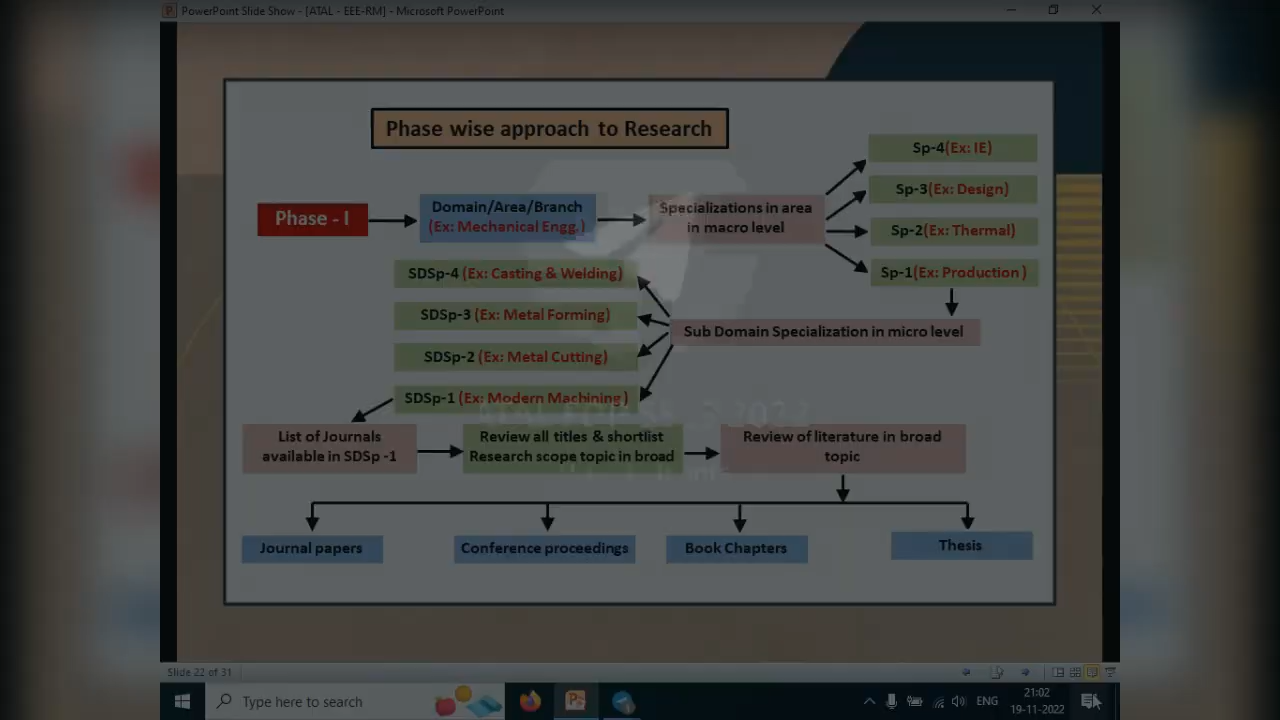 PowerPoint Slide Show - [ATAL - EEE-RM] - Microsoft PowerPoint
Phase wise approach to Research
Phase - I
Domain/Area/Branch
(Ex: Mechanical Engg.)
Specializations in area
in macro level
Sp-4(Ex: IE)
Sp-3(Ex: Design)
Sp-2(Ex: Thermal)
Sp-1(Ex: Production )
Sub Domain Specialization in micro level
SDSp-4 (Ex: Casting & Welding)
SDSp-3 (Ex: Metal Forming)
SDSp-2 (Ex: Metal Cutting)
SDSp-1 (Ex: Modern Machining)
List of Journals
available in SDSp -1
Review all titles & shortlist
Research scope topic in broad
Review of literature in broad
topic
Journal papers
Conference proceedings
Book Chapters
Thesis
Slide 22 of 31
Type here to search
ENG
21:02
19-11-2022